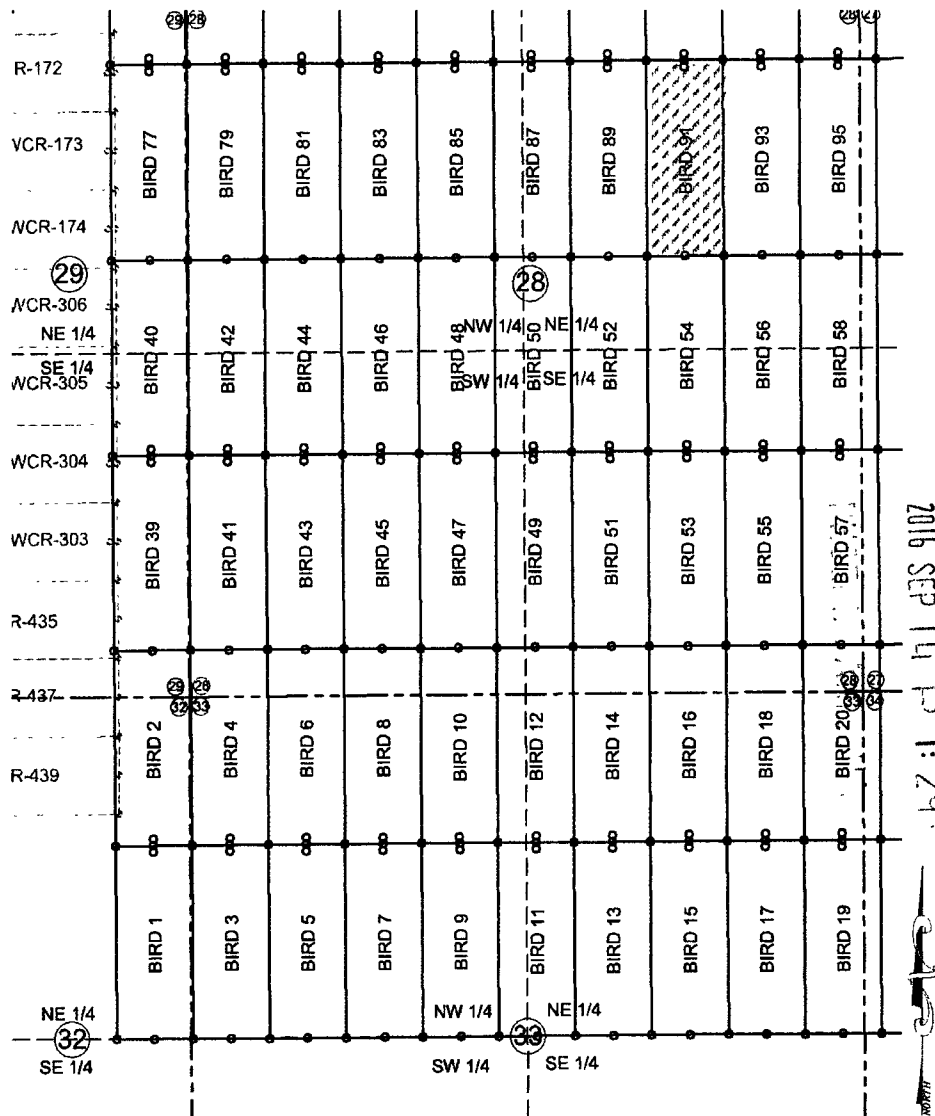 29 28
28 27
R-172
WCR-173
BIRD 77
BIRD 79
BIRD 81
BIRD 83
BIRD 85
BIRD 87
BIRD 89
BIRD 91
BIRD 93
BIRD 95
WCR-174
29
28
WCR-306
NE 1/4
NW 1/4
NE 1/4
BIRD 40
BIRD 42
BIRD 44
BIRD 46
BIRD 48
BIRD 50
BIRD 52
BIRD 54
BIRD 56
BIRD 58
SE 1/4
SW 1/4
SE 1/4
WCR-305
WCR-304
WCR-303
BIRD 39
BIRD 41
BIRD 43
BIRD 45
BIRD 47
BIRD 49
BIRD 51
BIRD 53
BIRD 55
BIRD 57
R-435
29 28
28 27
R-437
32 33
33 34
BIRD 2
BIRD 4
BIRD 6
BIRD 8
BIRD 10
BIRD 12
BIRD 14
BIRD 16
BIRD 18
BIRD 20
R-439
BIRD 1
BIRD 3
BIRD 5
BIRD 7
BIRD 9
BIRD 11
BIRD 13
BIRD 15
BIRD 17
BIRD 19
NE 1/4
NW 1/4
NE 1/4
32
33
SE 1/4
SW 1/4
SE 1/4
2016 SEP 14 P 1: 24
NORTH